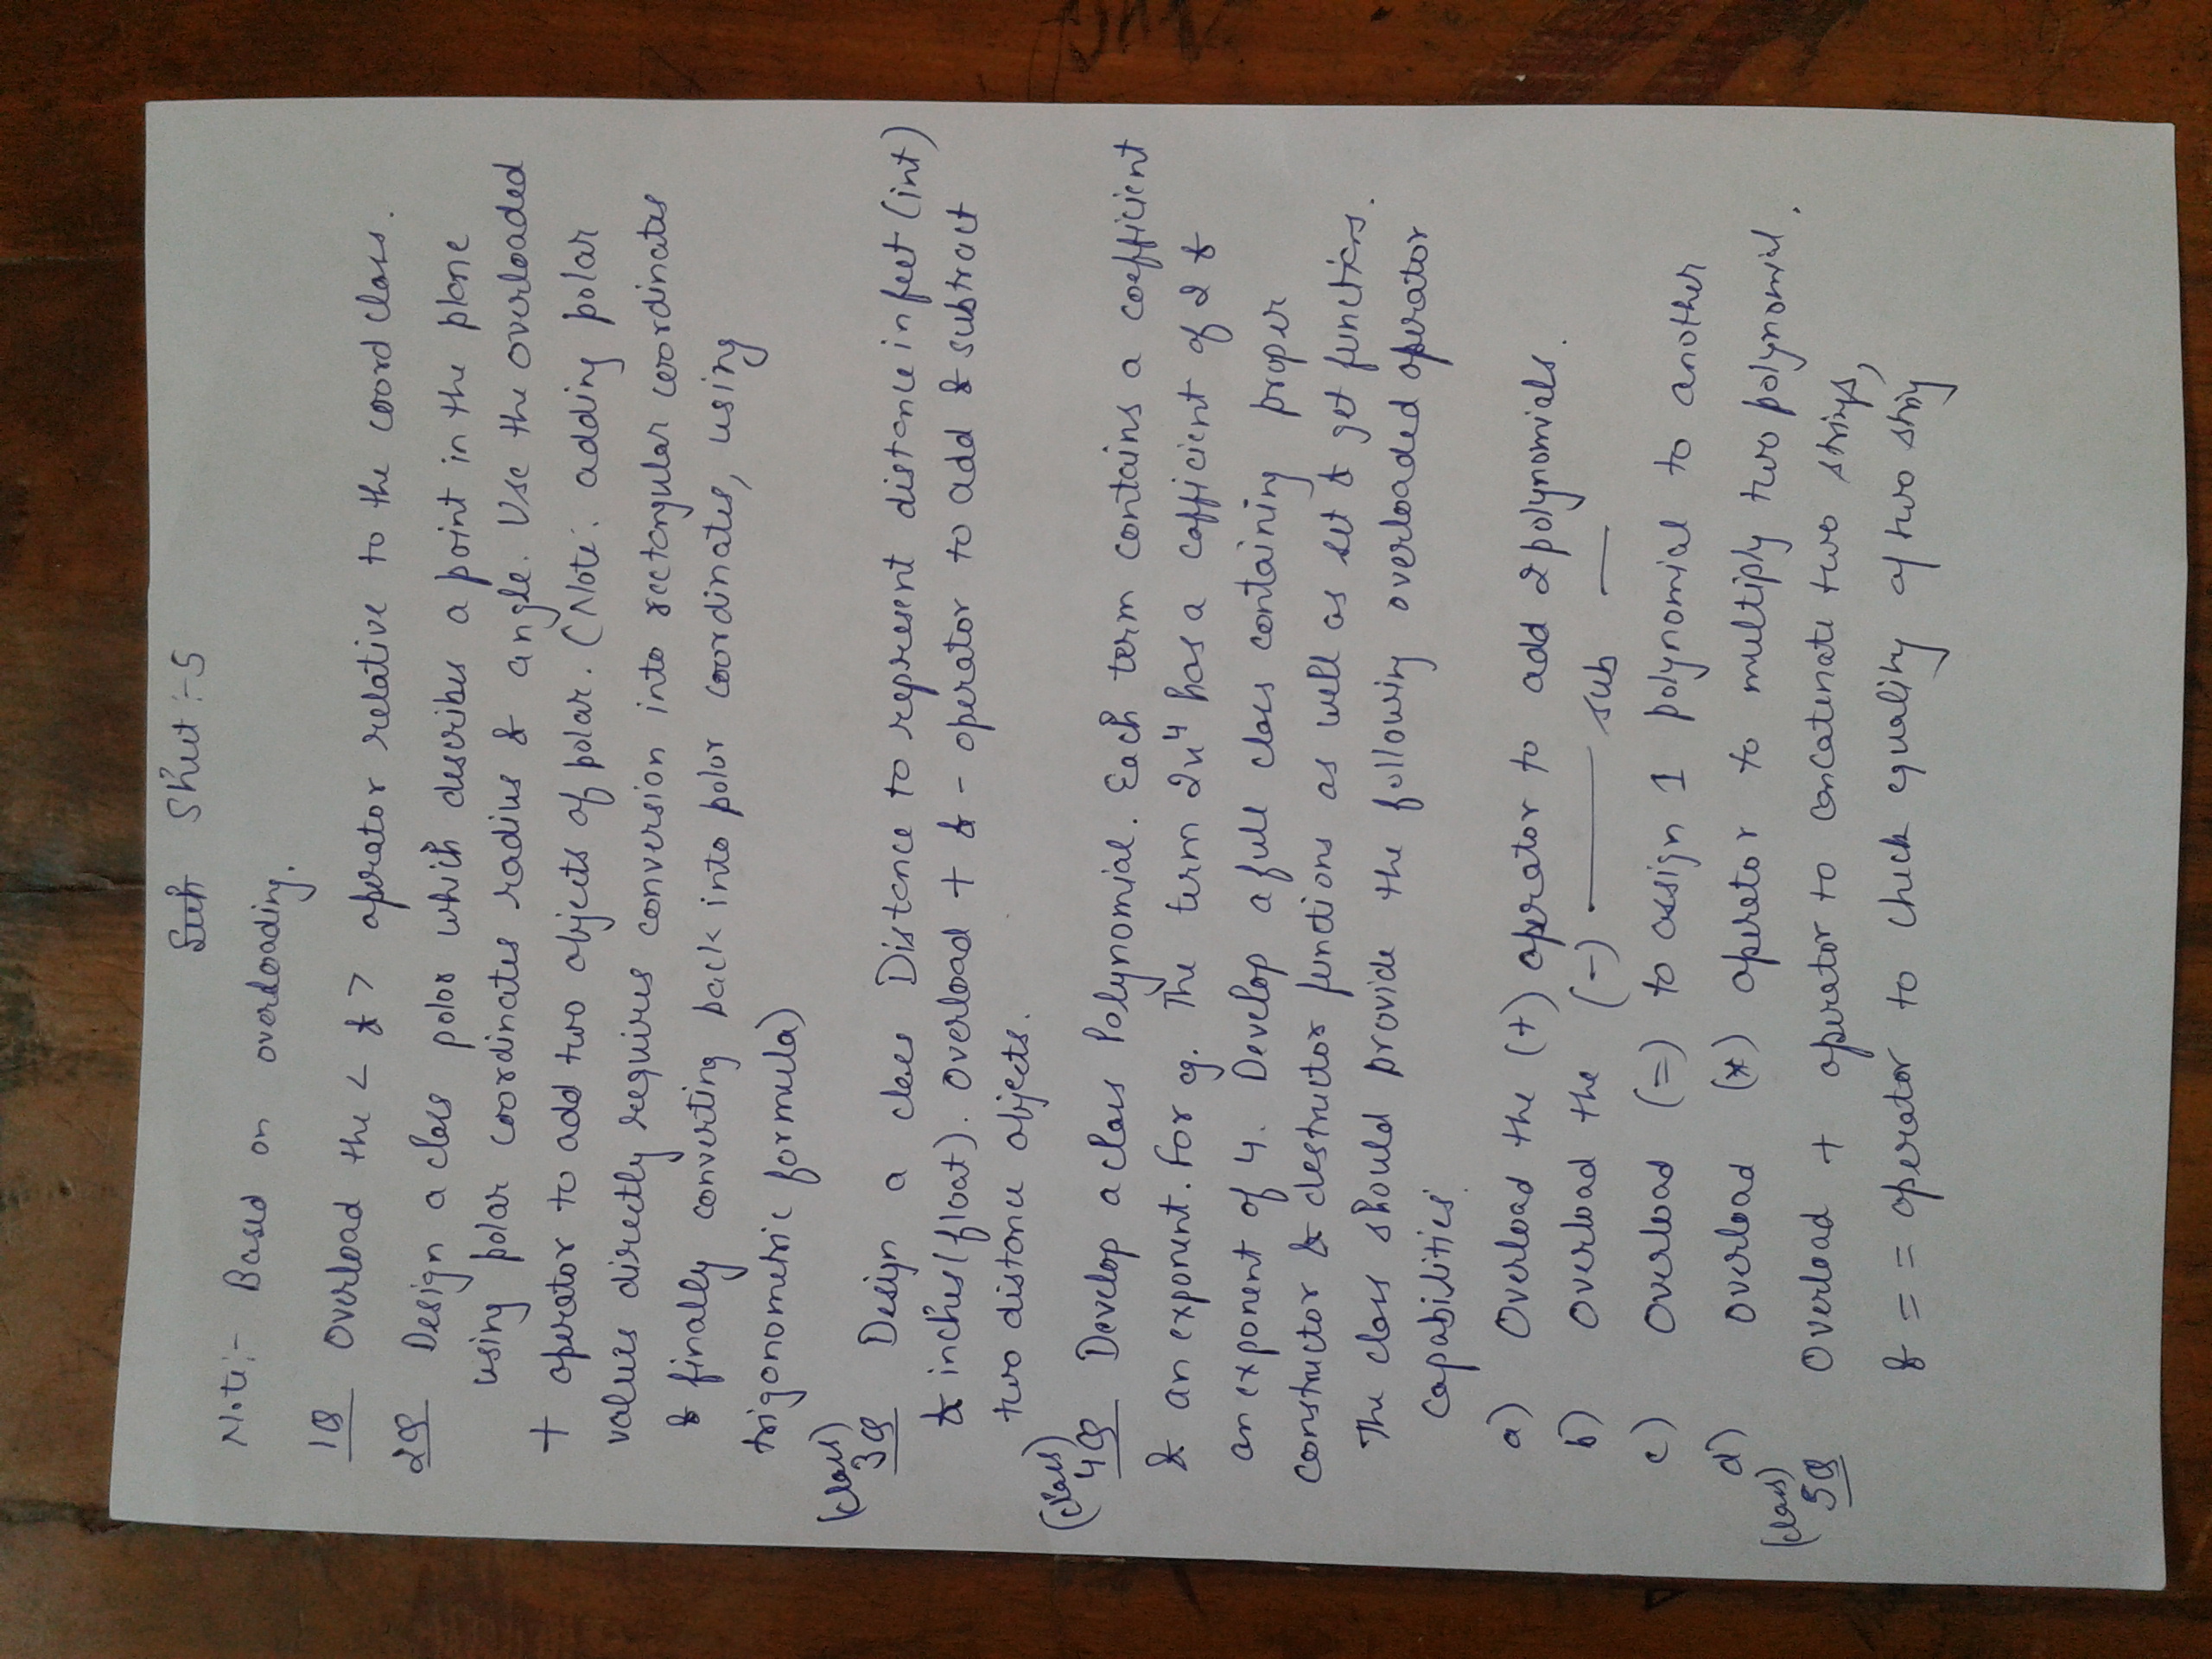 Sheet :- 5
Note :- Based on overloading.
1Q Overload the < & > operator relative to the coord class.
2Q Design a class polar which describes a point in the plane
using polar coordinates radius & angle. Use the overloaded
+ operator to add two objects of polar. (Note: adding polar
values directly requires conversion into rectangular coordinates
& finally converting back into polar coordinates, using
trigonometric formula)
(class)
3Q Design a class Distance to represent distance in feet (int)
& inches (float). Overload + & - operator to add & subtract
two distance objects.
(class)
4Q Develop a class Polynomial. Each term contains a coefficient
& an exponent. For eg. The term 2x⁴ has a cofficient of 2 &
an exponent of 4. Develop a full class containing proper
constructor & destructor functions as well as set & get functions.
The class should provide the following overloaded operator
capabilities.
a) Overload the (+) operator to add 2 polynomials.
b) Overload the (-) —— sub —
c) Overload (=) to assign 1 polynomial to another
d) Overload (*) operator to multiply two polynomial.
(class)
5Q Overload + operator to concatenate two strings,
& == operator to check equality of two string